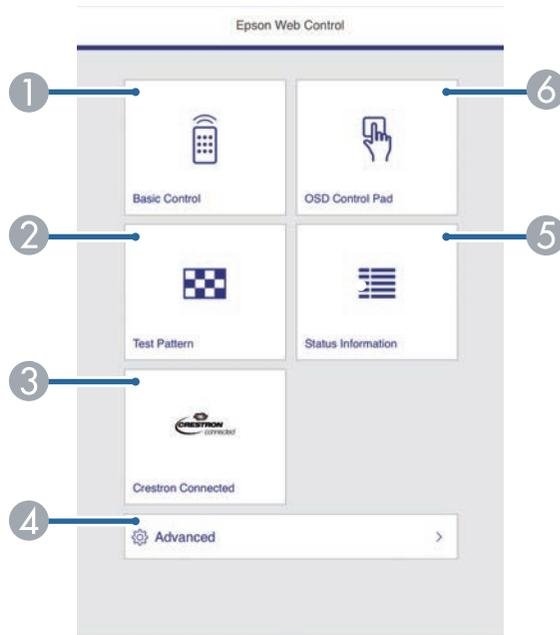 Epson Web Control
1
6
Basic Control
OSD Control Pad
2
5
Test Pattern
Status Information
3
CRESTRON
connected
Crestron Connected
4
Advanced